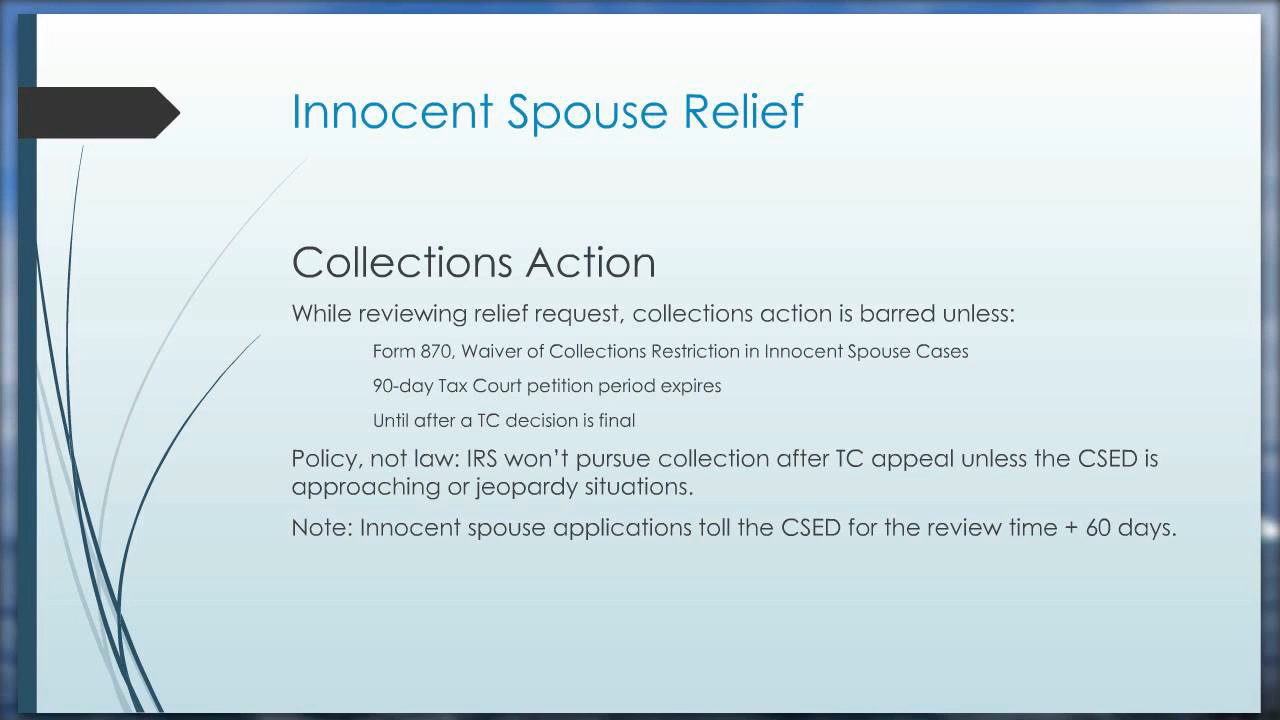 Innocent Spouse Relief
Collections Action
While reviewing relief request, collections action is barred unless:
Form 870, Waiver of Collections Restriction in Innocent Spouse Cases
90-day Tax Court petition period expires
Until after a TC decision is final
Policy, not law: IRS won’t pursue collection after TC appeal unless the CSED is
approaching or jeopardy situations.
Note: Innocent spouse applications toll the CSED for the review time + 60 days.